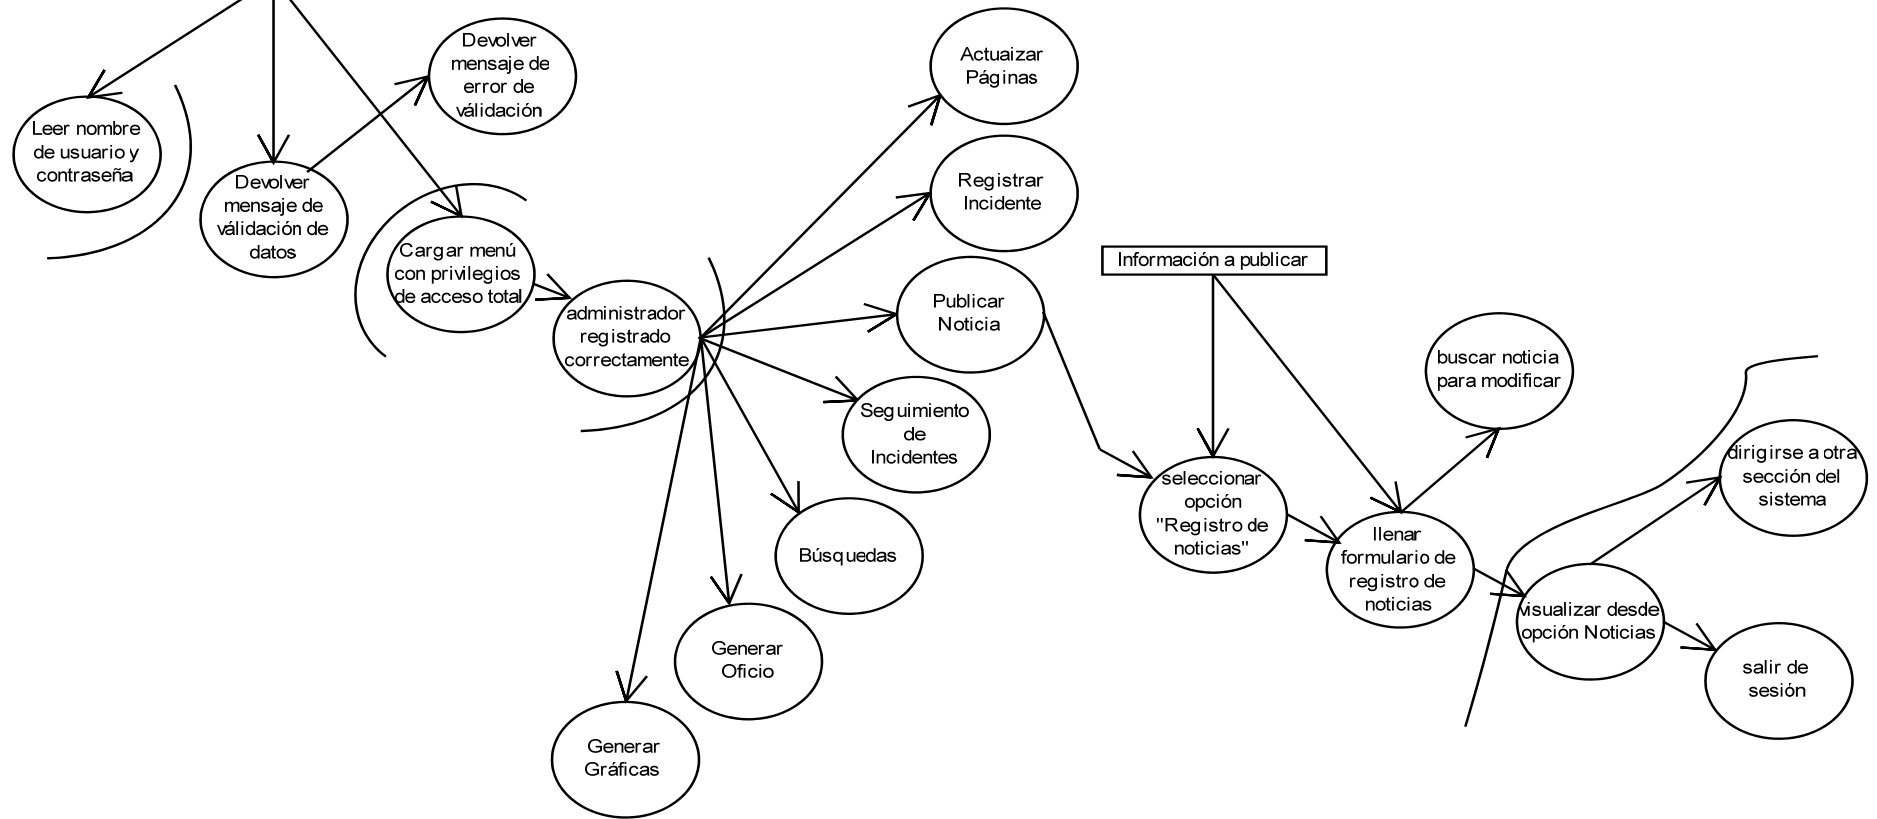 Devolver
mensaje de
error de
válidación
Leer nombre
de usuario y
contraseña
Devolver
mensaje de
válidación de
datos
Cargar menú
con privilegios
de acceso total
administrador
registrado
correctamente
Actuaizar
Páginas
Registrar
Incidente
Publicar
Noticia
Seguimiento
de
Incidentes
Búsquedas
Generar
Oficio
Generar
Gráficas
Información a publicar
seleccionar
opción
"Registro de
noticias"
llenar
formulario de
registro de
noticias
buscar noticia
para modificar
visualizar desde
opción Noticias
dirigirse a otra
sección del
sistema
salir de
sesión